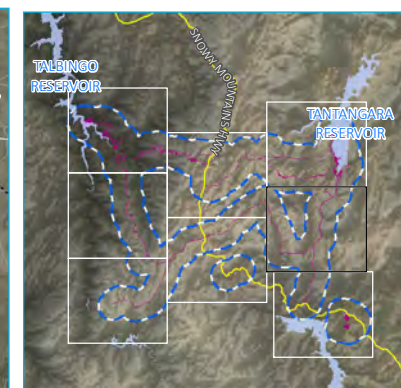 SNOWY MOUNTAINS HWY
TALBINGO
RESERVOIR
TANTANGARA
RESERVOIR